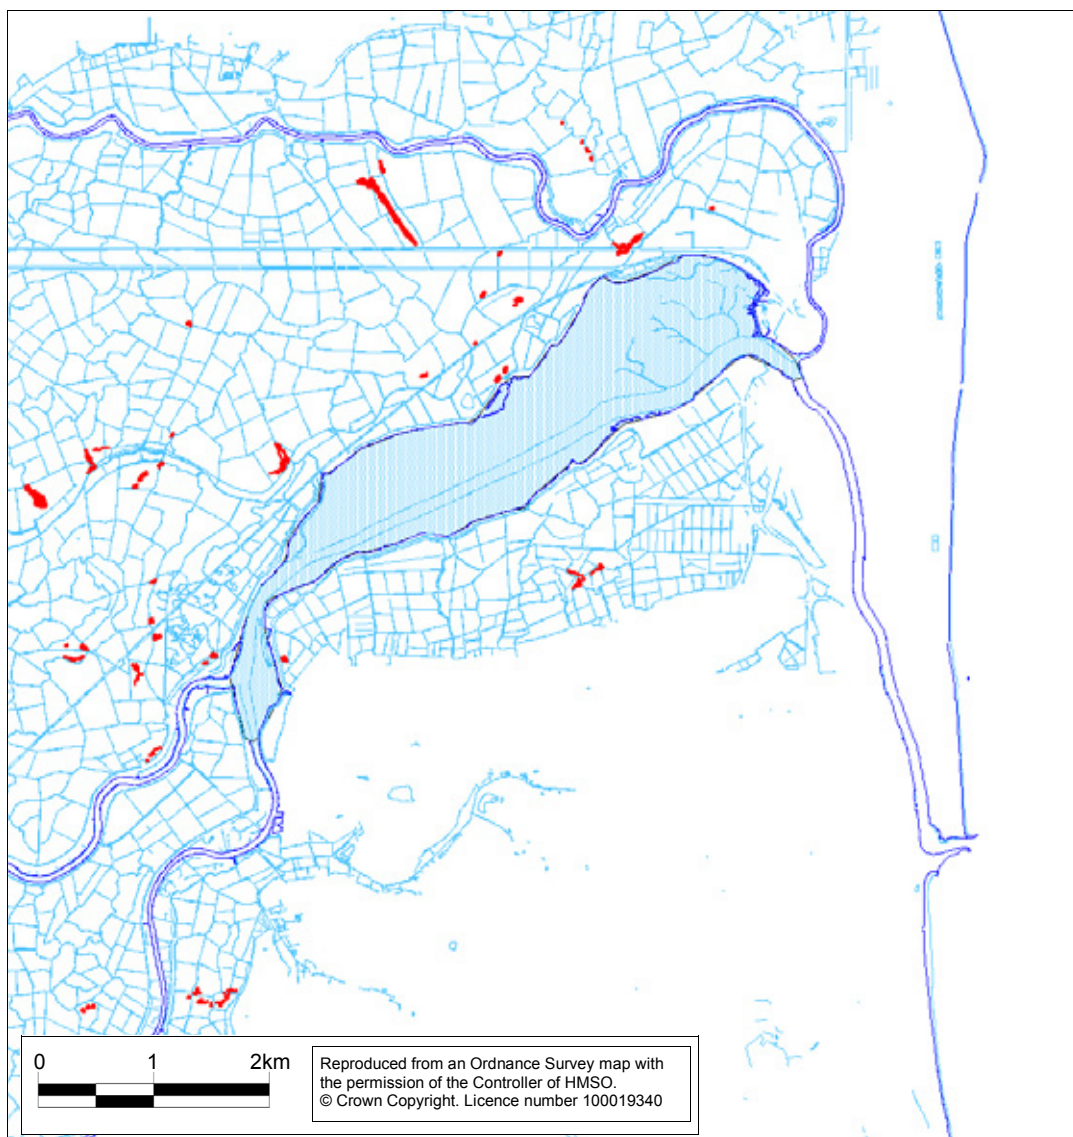 0 1 2km
Reproduced from an Ordnance Survey map with
the permission of the Controller of HMSO.
© Crown Copyright. Licence number 100019340